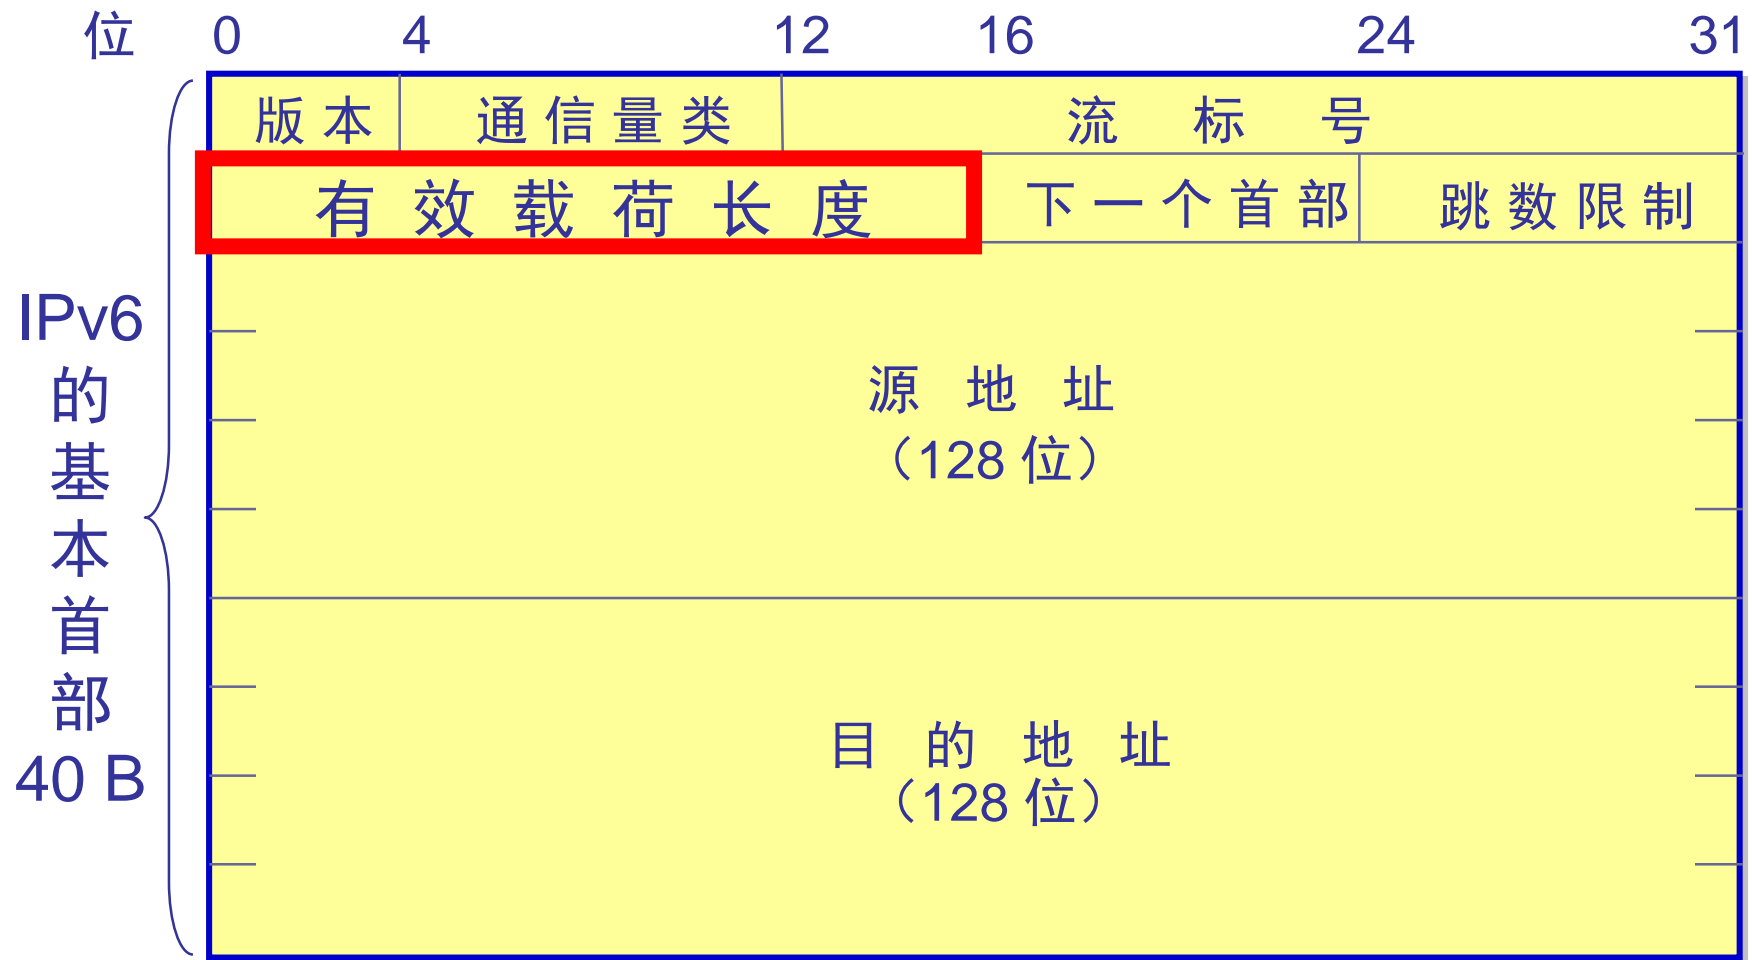 位 0 4 12 16 24 31
版本 通信量类 流标号
有效载荷长度 下一个首部 跳数限制
IPv6
的
基
本
首
部
40 B
源地址
（128 位）
目的地址
（128 位）